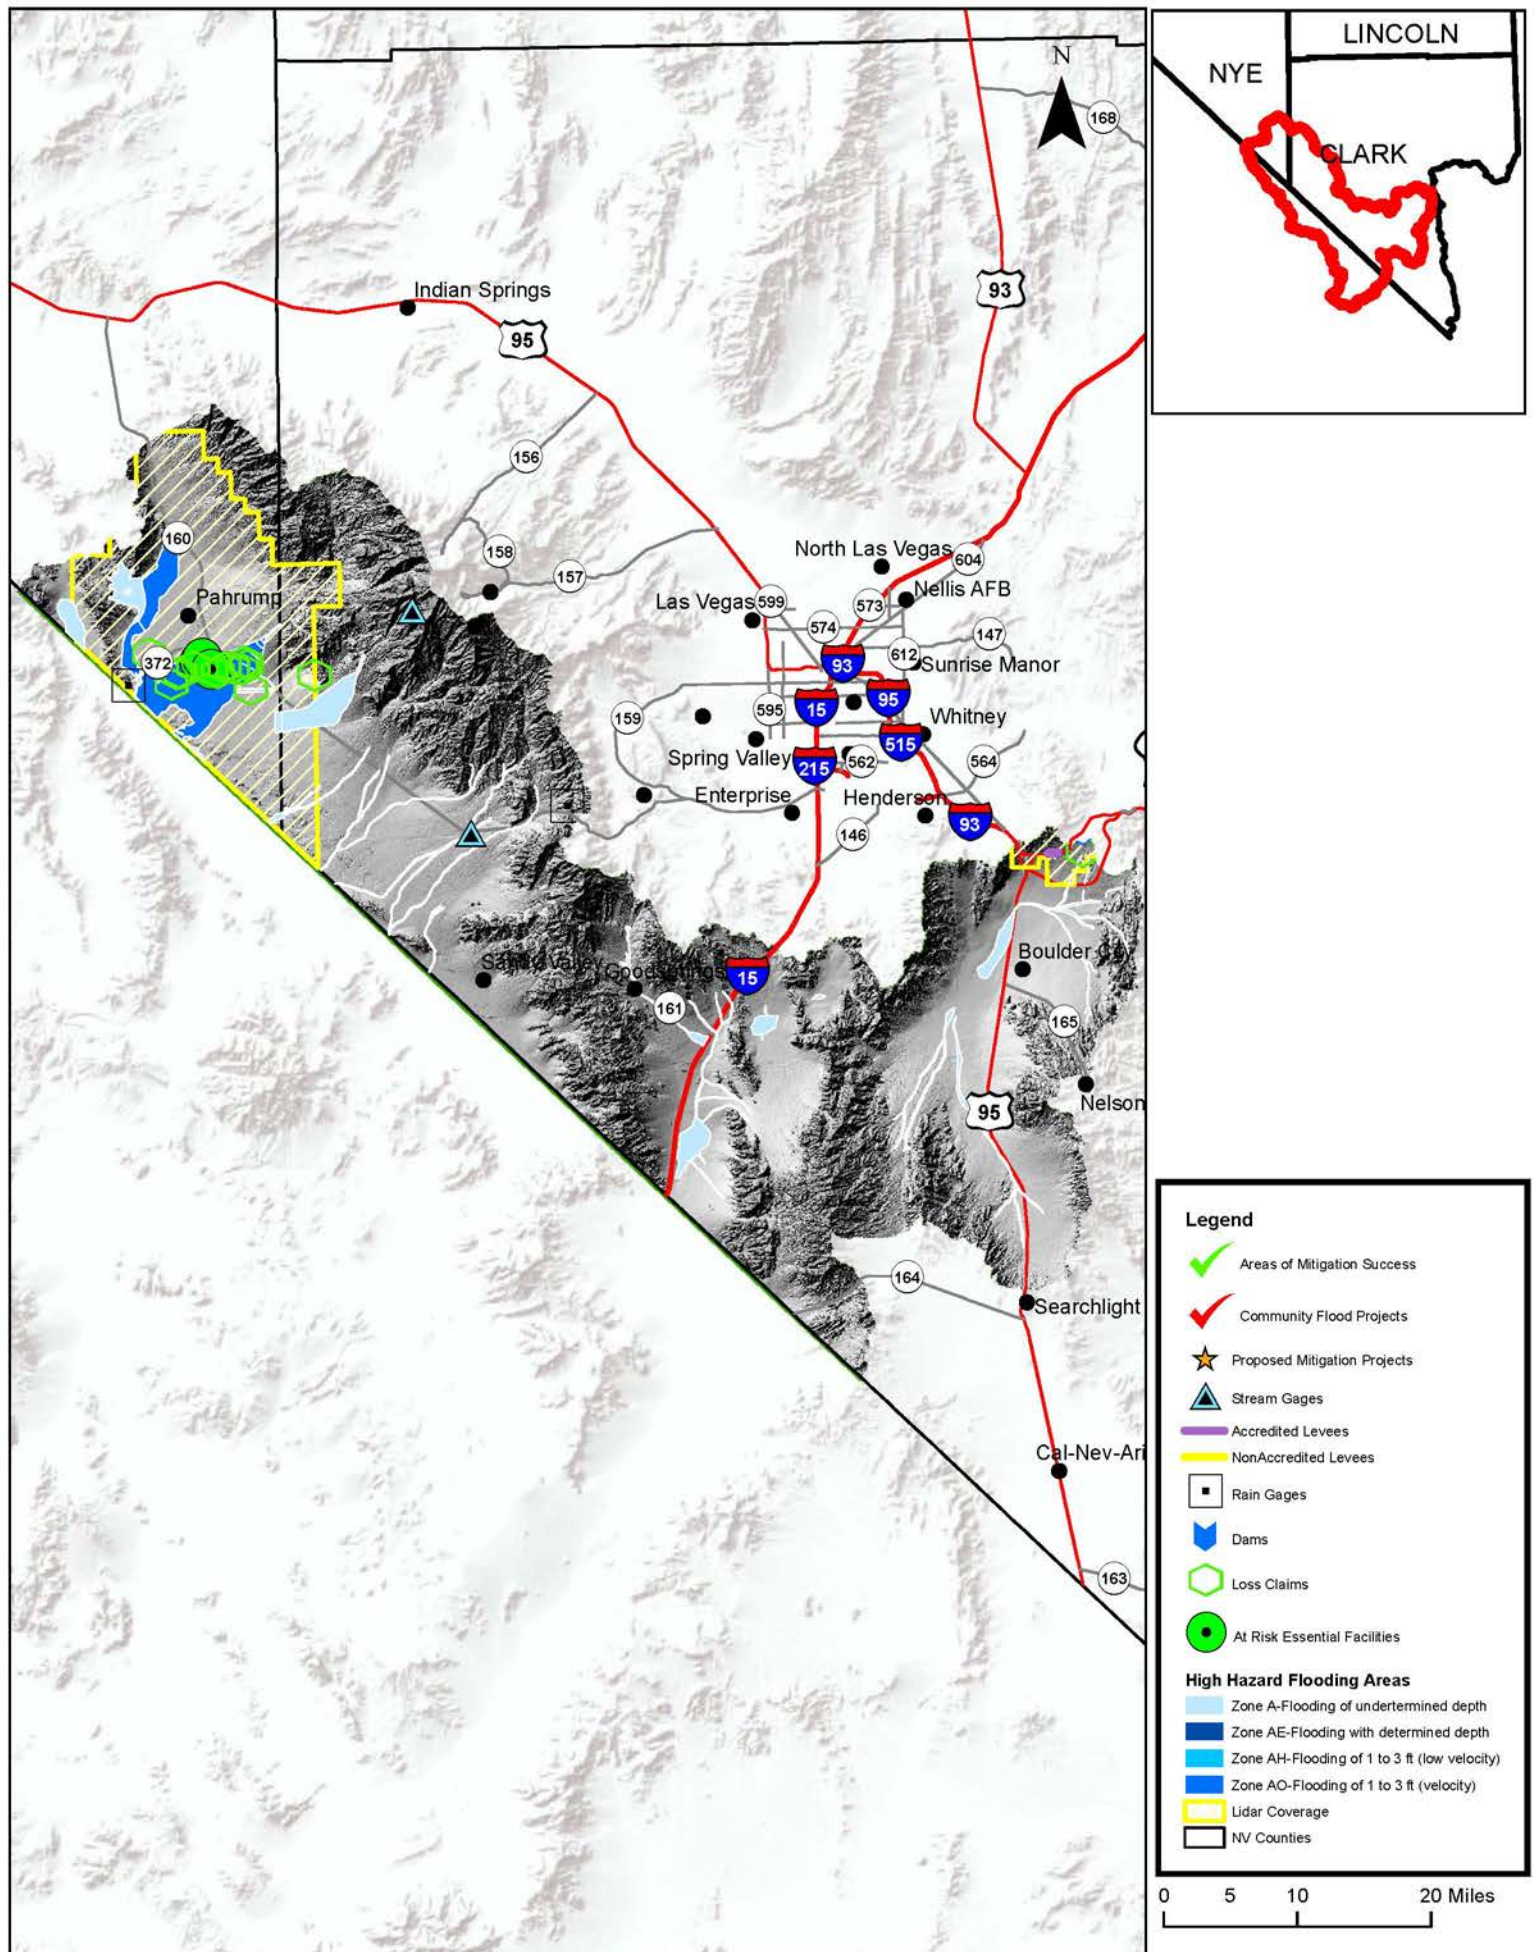 N
168
93
Indian Springs
95
156
160
158
157
North Las Vegas
604
Nellis AFB
Las Vegas
599
573
574
147
612
Sunrise Manor
93
Pahrump
372
95
15
595
159
Whitney
515
Spring Valley
215
562
564
Enterprise
Henderson
93
146
Boulder City
Sandy Valley
Goodsprings
15
161
165
95
Nelson
164
Searchlight
Cal-Nev-Ari
163
LINCOLN
NYE
CLARK
Legend
Areas of Mitigation Success
Community Flood Projects
Proposed Mitigation Projects
Stream Gages
Accredited Levees
NonAccredited Levees
Rain Gages
Dams
Loss Claims
At Risk Essential Facilities
High Hazard Flooding Areas
Zone A-Flooding of undertermined depth
Zone AE-Flooding with determined depth
Zone AH-Flooding of 1 to 3 ft (low velocity)
Zone AO-Flooding of 1 to 3 ft (velocity)
Lidar Coverage
NV Counties
0 5 10 20 Miles